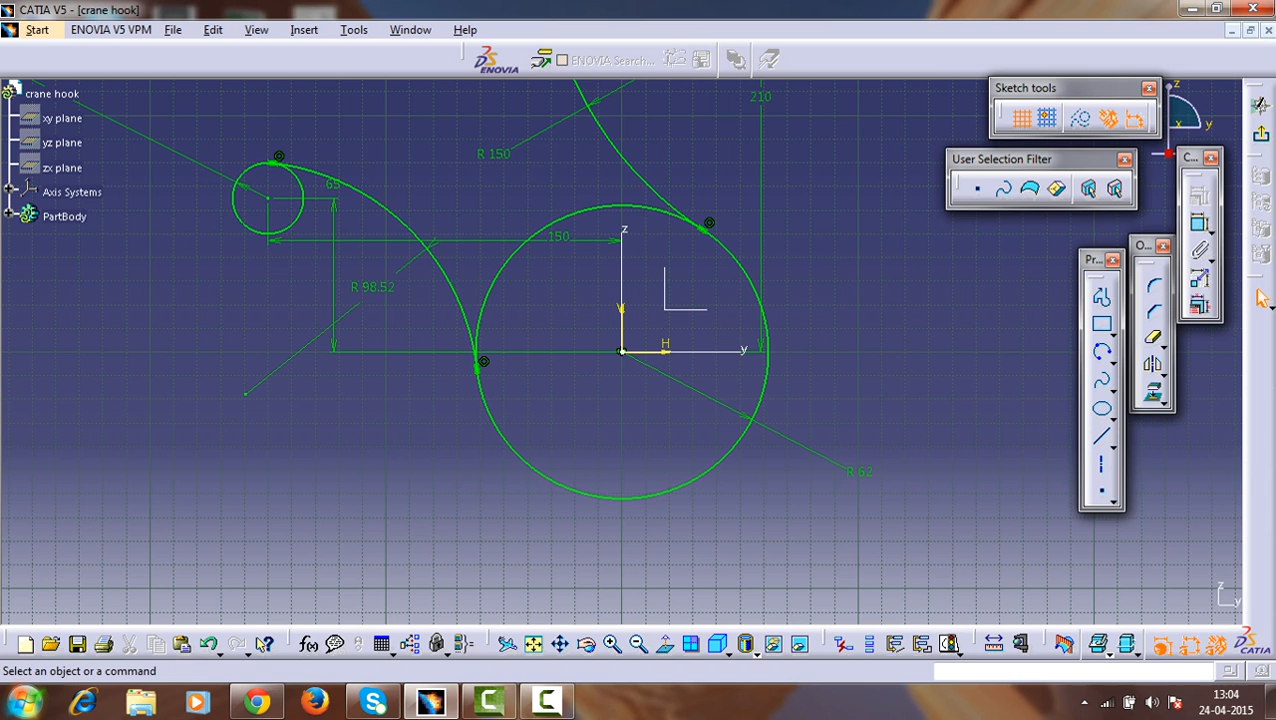 CATIA V5 - [crane hook]
Start ENOVIA V5 VPM File Edit View Insert Tools Window Help
ENOVIA ENOVIA Search...
crane hook
xy plane
yz plane
zx plane
Axis Systems
PartBody
Sketch tools
User Selection Filter
C...
Pr...
O...
z
x
y
210
R 150
65
150
R 98.52
R 62
z
V
H
y
z
y
f(x)
CATIA
Select an object or a command
13:04
24-04-2015